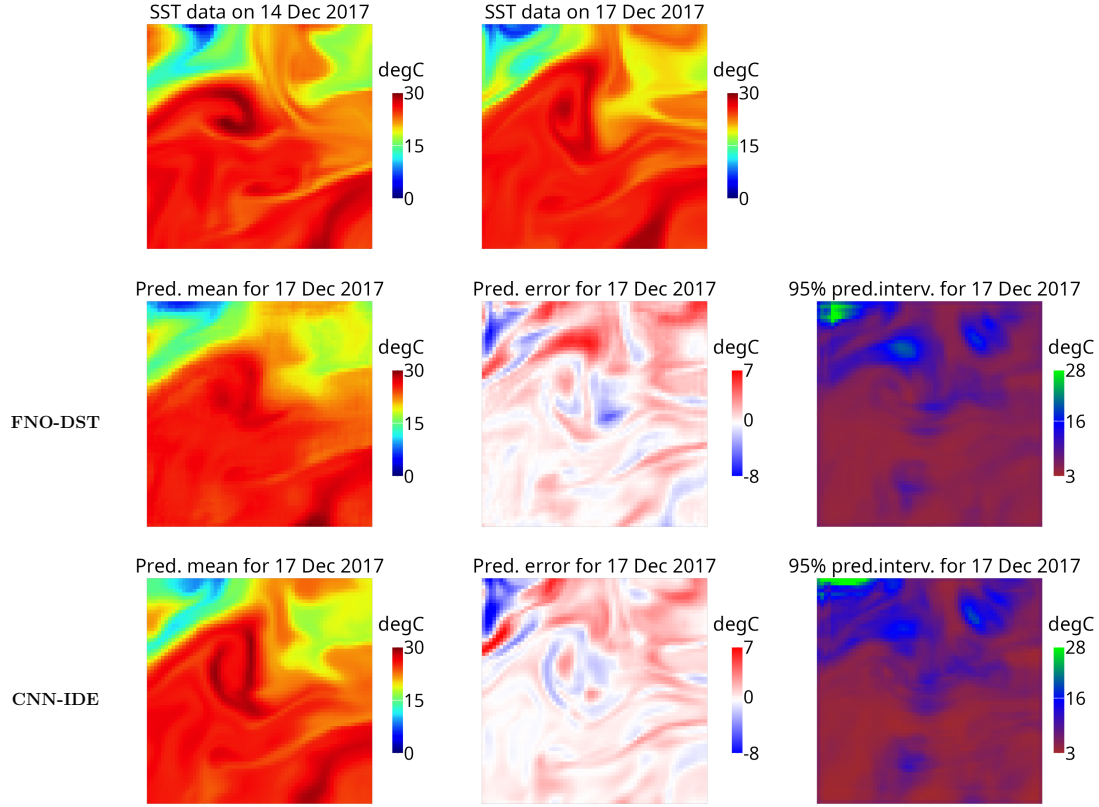 SST data on 14 Dec 2017
SST data on 17 Dec 2017
degC
30
15
0
degC
30
15
0
Pred. mean for 17 Dec 2017
Pred. error for 17 Dec 2017
95% pred.interv. for 17 Dec 2017
FNO-DST
degC
30
15
0
degC
7
0
-8
degC
28
16
3
Pred. mean for 17 Dec 2017
Pred. error for 17 Dec 2017
95% pred.interv. for 17 Dec 2017
CNN-IDE
degC
30
15
0
degC
7
0
-8
degC
28
16
3